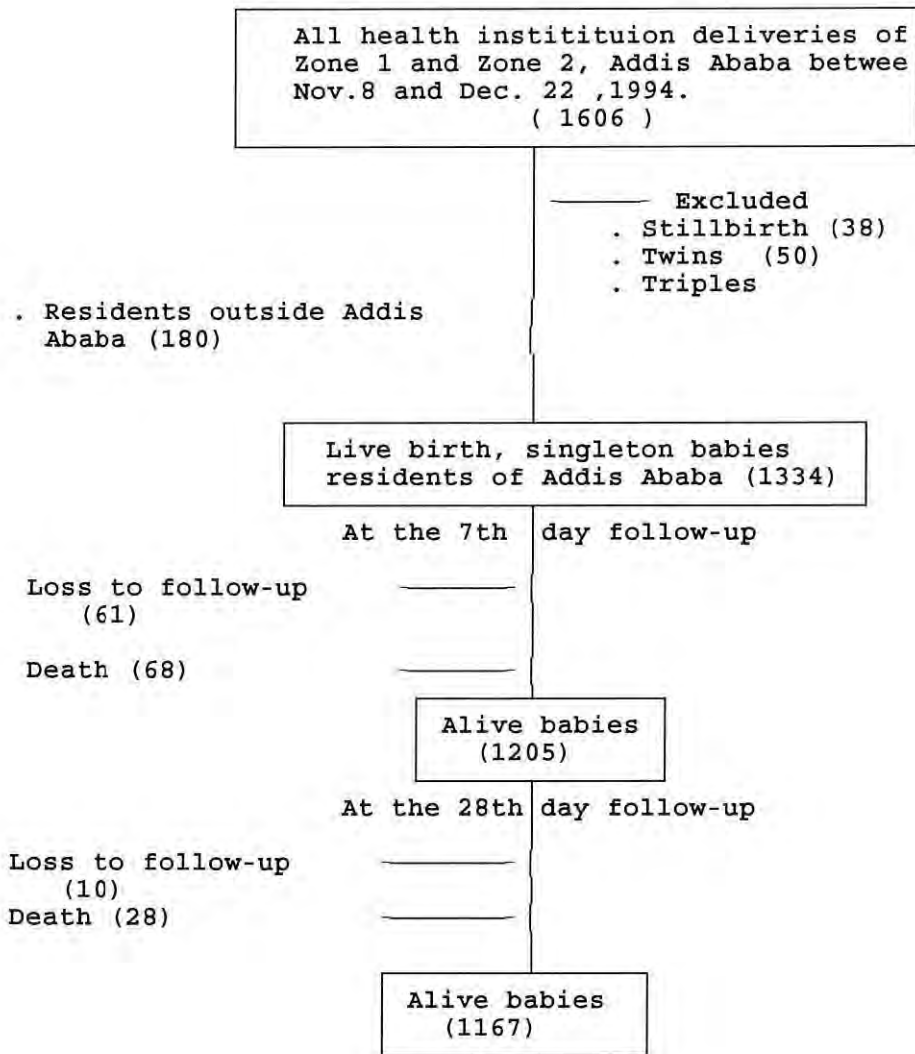 All health institituion deliveries of
Zone 1 and Zone 2, Addis Ababa betwee
Nov.8 and Dec. 22 ,1994.
( 1606 )
Excluded
. Stillbirth (38)
. Twins (50)
. Triples
. Residents outside Addis
Ababa (180)
Live birth, singleton babies
residents of Addis Ababa (1334)
At the 7th day follow-up
Loss to follow-up
(61)
Death (68)
Alive babies
(1205)
At the 28th day follow-up
Loss to follow-up
(10)
Death (28)
Alive babies
(1167)